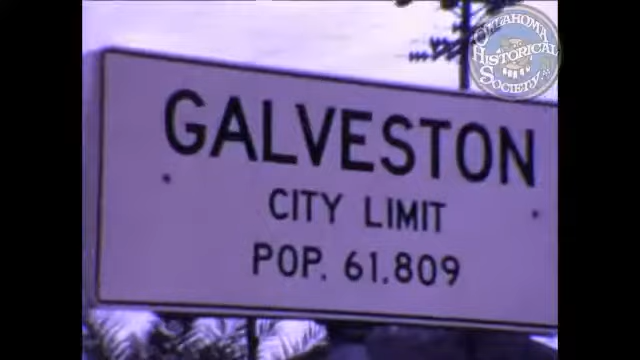 OKLAHOMA
HISTORICAL
SOCIETY
GALVESTON
CITY LIMIT
POP. 61.809